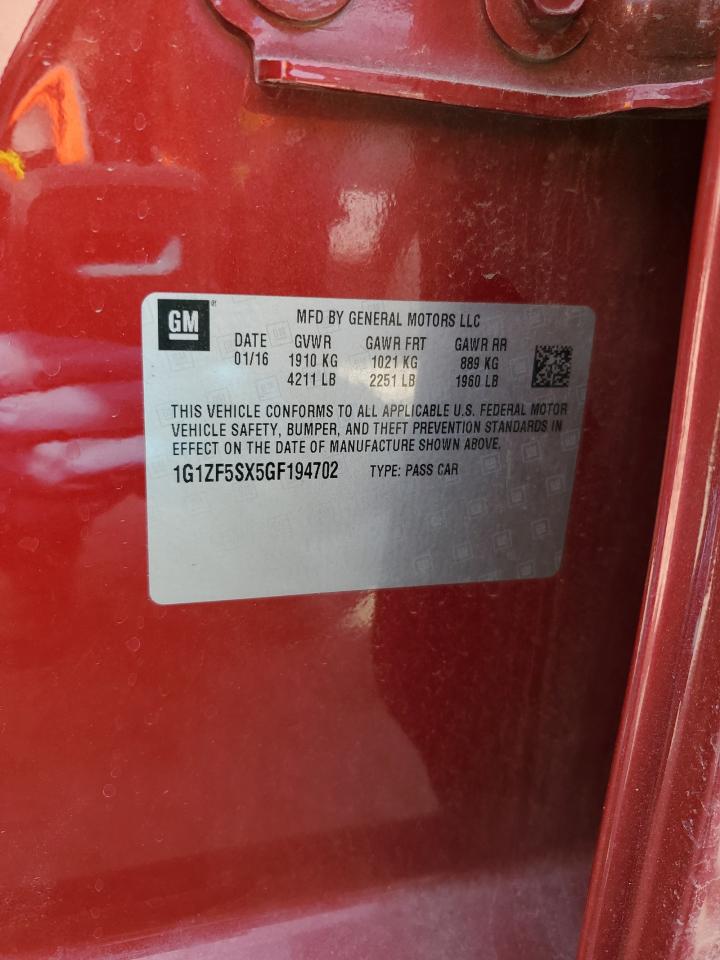 GM
MFD BY GENERAL MOTORS LLC
DATE GVWR GAWR FRT GAWR RR
01/16 1910 KG 1021 KG 889 KG
4211 LB 2251 LB 1960 LB
THIS VEHICLE CONFORMS TO ALL APPLICABLE U.S. FEDERAL MOTOR
VEHICLE SAFETY, BUMPER, AND THEFT PREVENTION STANDARDS IN
EFFECT ON THE DATE OF MANUFACTURE SHOWN ABOVE.
1G1ZF5SX5GF194702 TYPE: PASS CAR